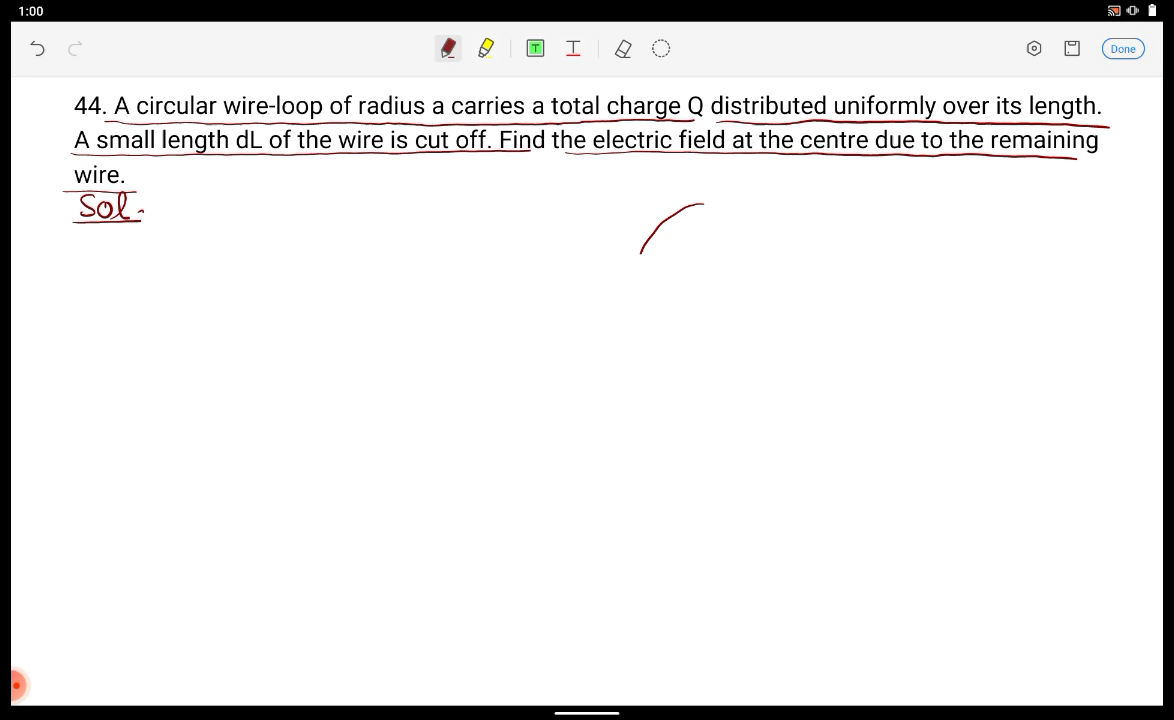 1:00
T T
Done
44. A circular wire-loop of radius a carries a total charge Q distributed uniformly over its length.
A small length dL of the wire is cut off. Find the electric field at the centre due to the remaining
wire.
Sol.